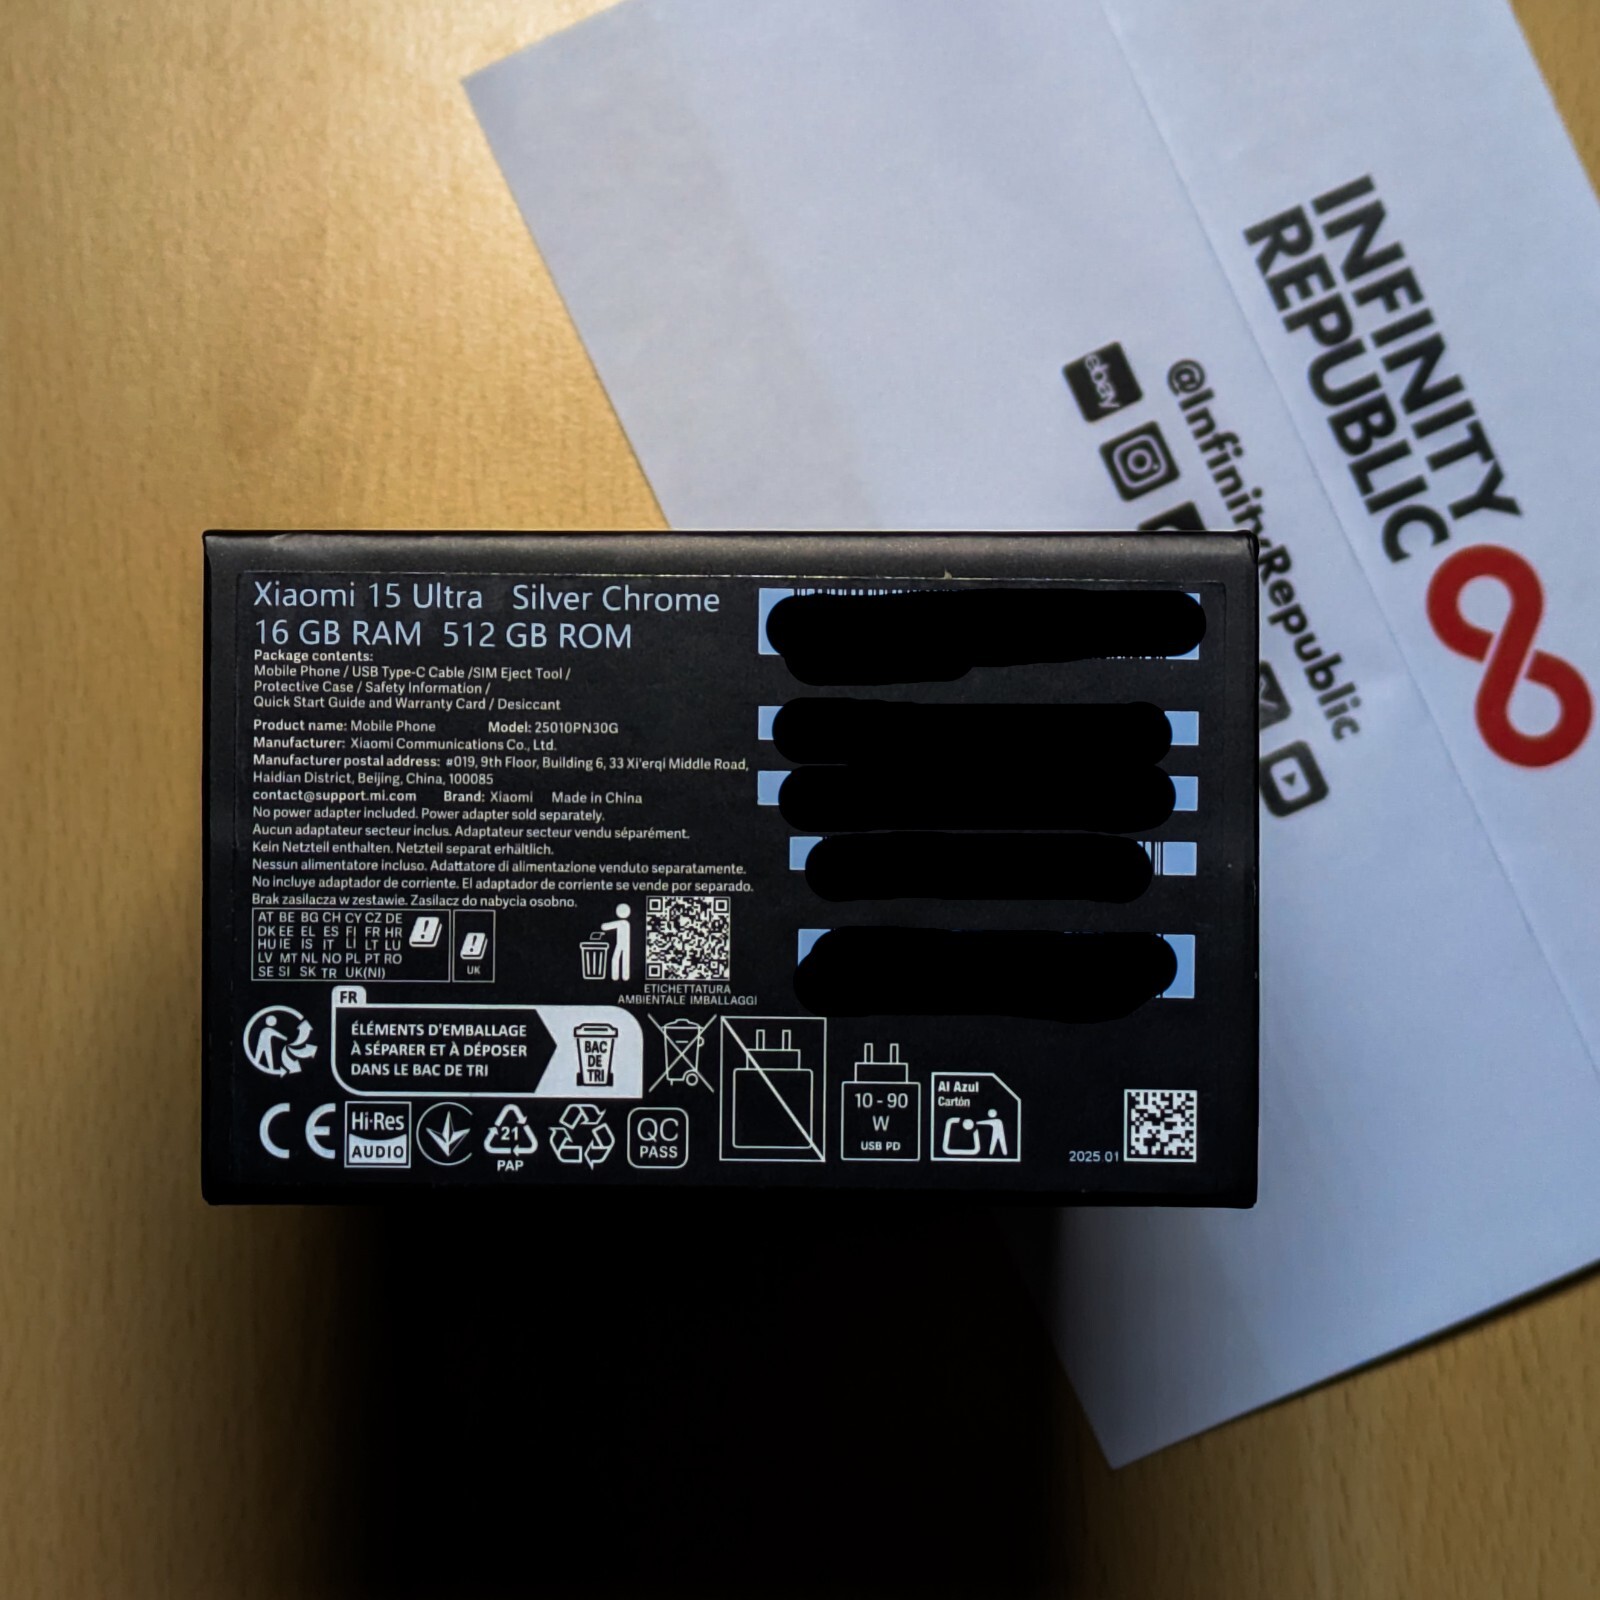 INFINITY
REPUBLIC
@InfinityRepublic
ebay
Xiaomi 15 Ultra Silver Chrome
16 GB RAM 512 GB ROM
Package contents:
Mobile Phone / USB Type-C Cable /SIM Eject Tool /
Protective Case / Safety Information /
Quick Start Guide and Warranty Card / Desiccant
Product name: Mobile Phone Model: 25010PN30G
Manufacturer: Xiaomi Communications Co., Ltd.
Manufacturer postal address: #019, 9th Floor, Building 6, 33 Xi'erqi Middle Road,
Haidian District, Beijing, China, 100085
contact@support.mi.com Brand: Xiaomi Made in China
No power adapter included. Power adapter sold separately.
Aucun adaptateur secteur inclus. Adaptateur secteur vendu séparément.
Kein Netzteil enthalten. Netzteil separat erhältlich.
Nessun alimentatore incluso. Adattatore di alimentazione venduto separatamente.
No incluye adaptador de corriente. El adaptador de corriente se vende por separado.
Brak zasilacza w zestawie. Zasilacz do nabycia osobno.
AT BE BG CH CY CZ DE
DK EE EL ES FI FR HR
HU IE IS IT LI LT LU
LV MT NL NO PL PT RO
SE SI SK TR UK(NI)
UK
ETICHETTATURA
AMBIENTALE IMBALLAGGI
FR
ÉLÉMENTS D'EMBALLAGE
À SÉPARER ET À DÉPOSER
DANS LE BAC DE TRI
BAC
DE
TRI
CE
Hi-Res
AUDIO
21
PAP
QC
PASS
10 - 90
W
USB PD
Al Azul
Cartón
2025 01